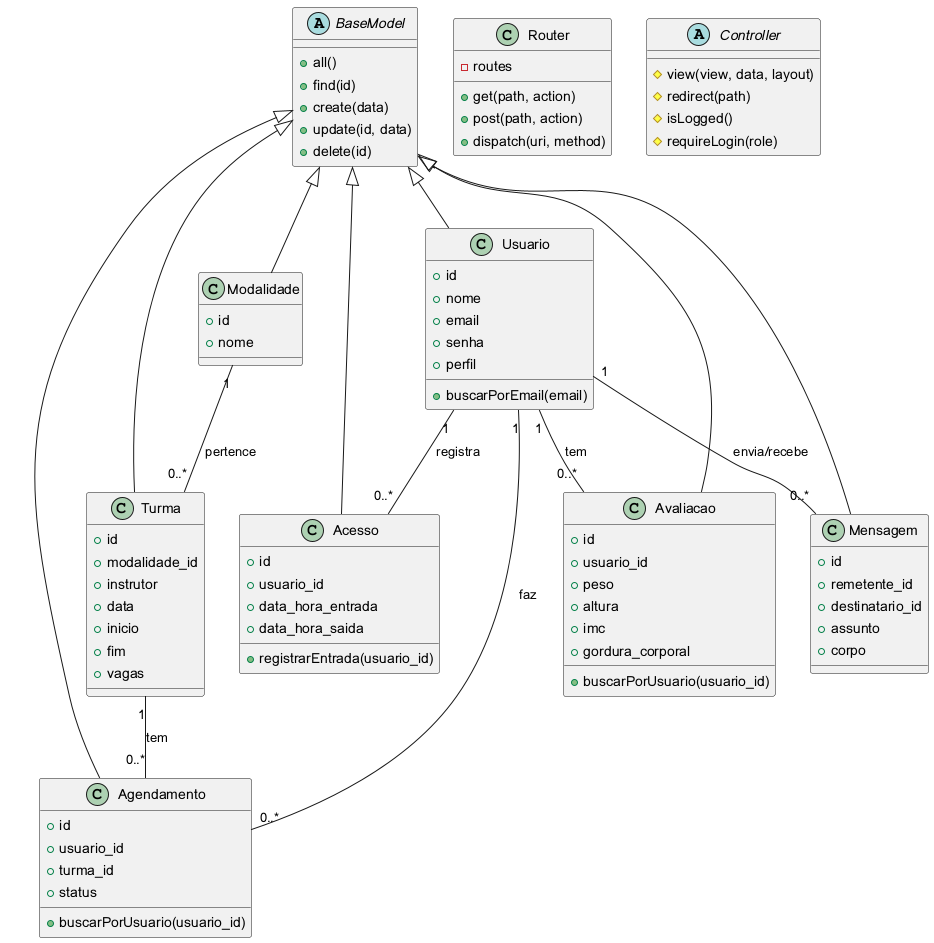 A BaseModel
all()
find(id)
create(data)
update(id, data)
delete(id)
C Router
routes
get(path, action)
post(path, action)
dispatch(uri, method)
A Controller
view(view, data, layout)
redirect(path)
isLogged()
requireLogin(role)
C Usuario
id
nome
email
senha
perfil
buscarPorEmail(email)
C Modalidade
id
nome
1
pertence
0..*
1
registra
0..*
1
faz
0..*
1
tem
0..*
1
envia/recebe
0..*
C Turma
id
modalidade_id
instrutor
data
inicio
fim
vagas
C Acesso
id
usuario_id
data_hora_entrada
data_hora_saida
registrarEntrada(usuario_id)
C Avaliacao
id
usuario_id
peso
altura
imc
gordura_corporal
buscarPorUsuario(usuario_id)
C Mensagem
id
remetente_id
destinatario_id
assunto
corpo
1
tem
0..*
C Agendamento
id
usuario_id
turma_id
status
buscarPorUsuario(usuario_id)